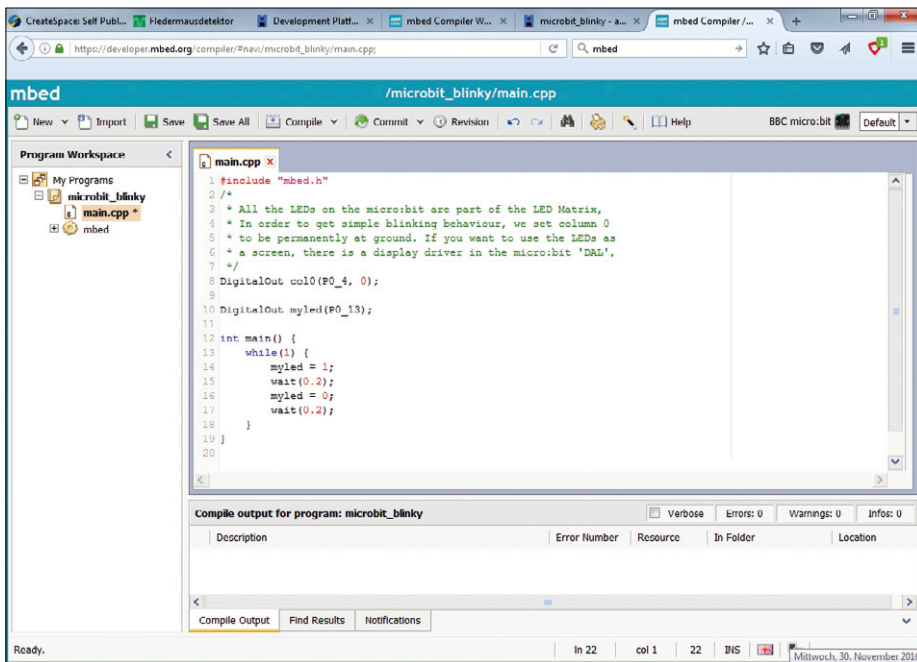 CreateSpace: Self Publ... Fledermausdetektor Development Platf... mbed Compiler W... microbit_blinky - a... mbed Compiler /...
https://developer.mbed.org/compiler/#nav:/microbit_blinky/main.cpp; mbed
mbed /microbit_blinky/main.cpp
New Import Save Save All Compile Commit Revision Help BBC micro:bit Default
Program Workspace
My Programs
microbit_blinky
main.cpp *
mbed
main.cpp
1 #include "mbed.h"
2 /*
3 * All the LEDs on the micro:bit are part of the LED Matrix,
4 * In order to get simple blinking behaviour, we set column 0
5 * to be permanently at ground. If you want to use the LEDs as
6 * a screen, there is a display driver in the micro:bit 'DAL',
7 */
8 DigitalOut col0(P0_4, 0);
9
10 DigitalOut myled(P0_13);
11
12 int main() {
13 while(1) {
14 myled = 1;
15 wait(0.2);
16 myled = 0;
17 wait(0.2);
18 }
19 }
20
Compile output for program: microbit_blinky Verbose Errors: 0 Warnings: 0 Infos: 0
Description Error Number Resource In Folder Location
Compile Output Find Results Notifications
Ready. ln 22 col 1 22 INS
Mittwoch, 30. November 2016